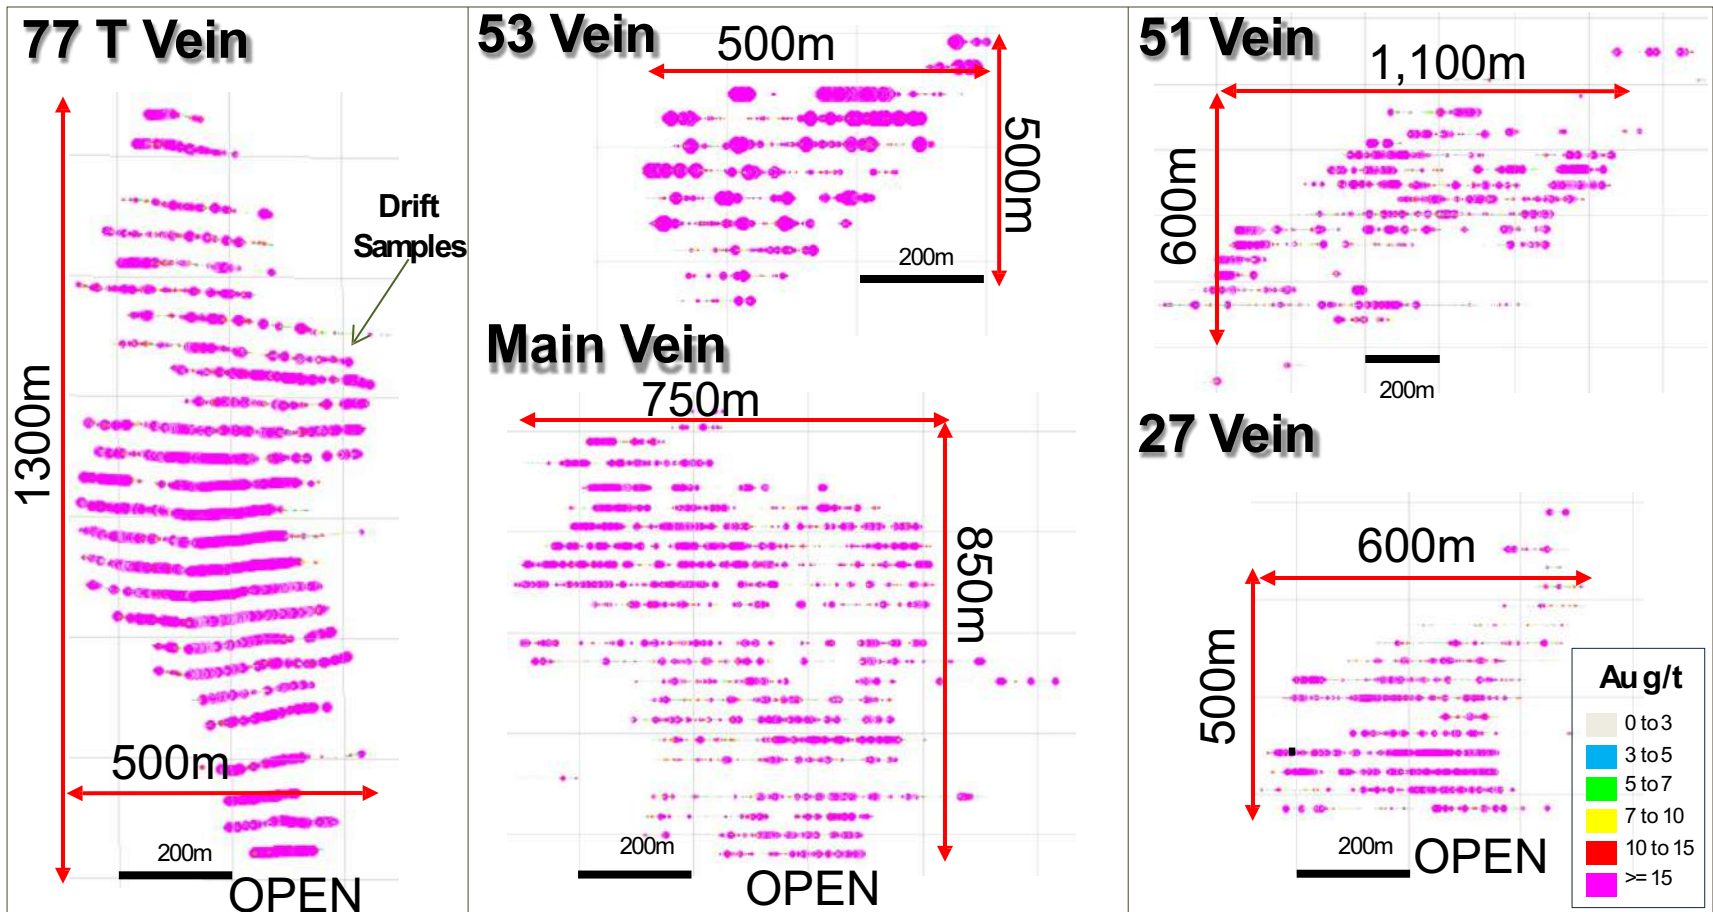 77 T Vein
1300m
Drift
Samples
500m
200m
OPEN
53 Vein
500m
500m
200m
Main Vein
750m
850m
200m
OPEN
51 Vein
1,100m
600m
200m
27 Vein
600m
500m
200m
OPEN
Au g/t
0 to 3
3 to 5
5 to 7
7 to 10
10 to 15
>= 15